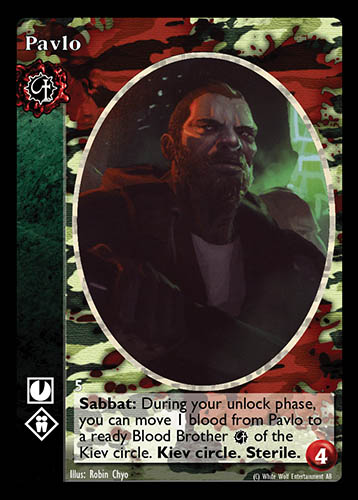 Pavlo
5
Sabbat: During your unlock phase,
you can move 1 blood from Pavlo to
a ready Blood Brother of the
Kiev circle. Kiev circle. Sterile.
4
Illus: Robin Chyo
(C) White Wolf Entertainment AB